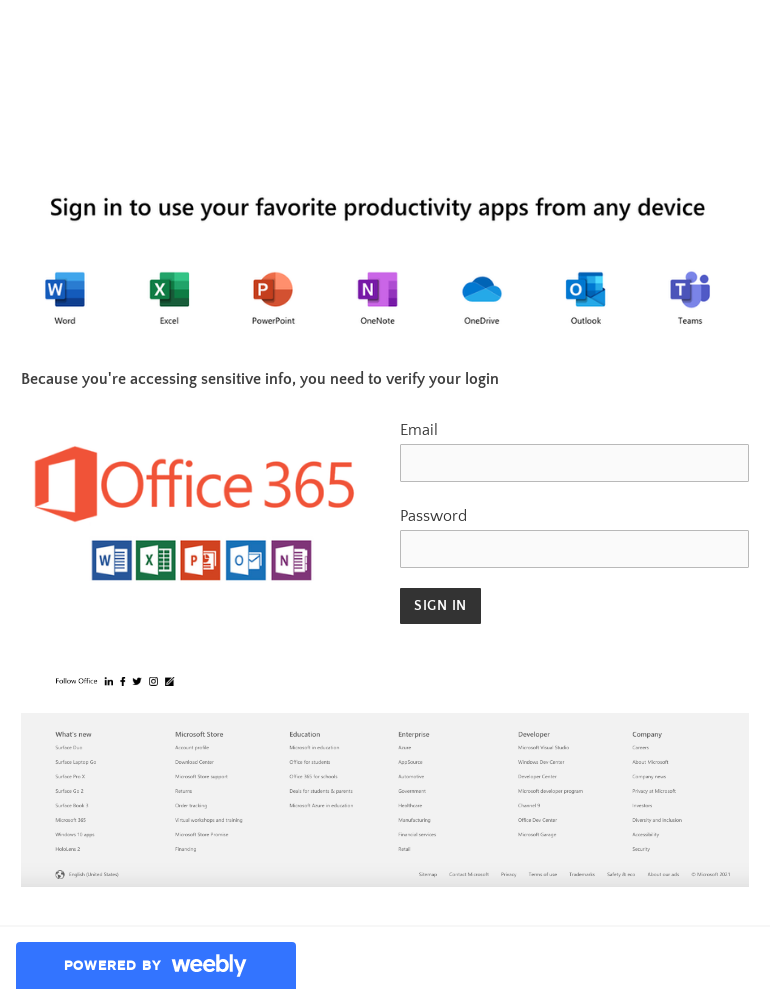 Sign in to use your favorite productivity apps from any device
Word Excel PowerPoint OneNote OneDrive Outlook Teams
Because you're accessing sensitive info, you need to verify your login
Office 365
Email
Password
SIGN IN
Follow Office
What's new
Surface Duo
Surface Laptop Go
Surface Pro X
Surface Go 2
Surface Book 3
Microsoft 365
Windows 10 apps
HoloLens 2
Microsoft Store
Account profile
Download Center
Microsoft Store support
Returns
Order tracking
Virtual workshops and training
Microsoft Store Promise
Financing
Education
Microsoft in education
Office for students
Office 365 for schools
Deals for students & parents
Microsoft Azure in education
Enterprise
Azure
AppSource
Automotive
Government
Healthcare
Manufacturing
Financial services
Retail
Developer
Microsoft Visual Studio
Windows Dev Center
Developer Center
Microsoft developer program
Channel 9
Office Dev Center
Microsoft Garage
Company
Careers
About Microsoft
Company news
Privacy at Microsoft
Investors
Diversity and inclusion
Accessibility
Security
English (United States)
Sitemap Contact Microsoft Privacy Terms of use Trademarks Safety & eco About our ads © Microsoft 2021
POWERED BY weebly